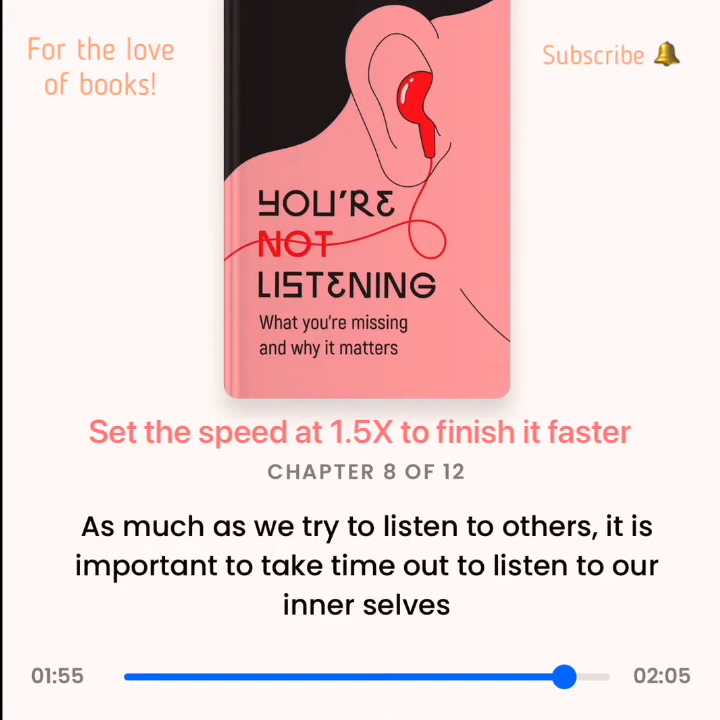 For the love
of books!
Subscribe 🔔
YOU'RE
NOT
LISTENING
What you're missing
and why it matters
Set the speed at 1.5X to finish it faster
CHAPTER 8 OF 12
As much as we try to listen to others, it is
important to take time out to listen to our
inner selves
01:55
02:05